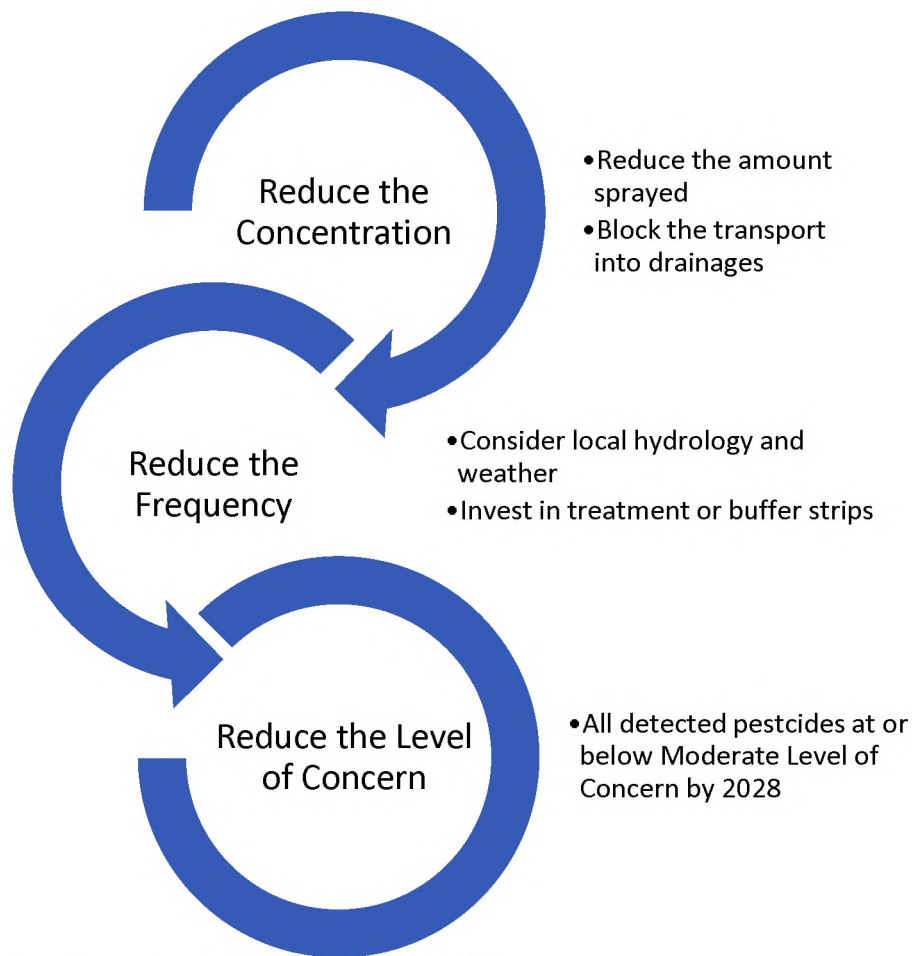 Reduce the
Concentration
•Reduce the amount
sprayed
•Block the transport
into drainages
Reduce the
Frequency
•Consider local hydrology and
weather
•Invest in treatment or buffer strips
Reduce the Level
of Concern
•All detected pestcides at or
below Moderate Level of
Concern by 2028